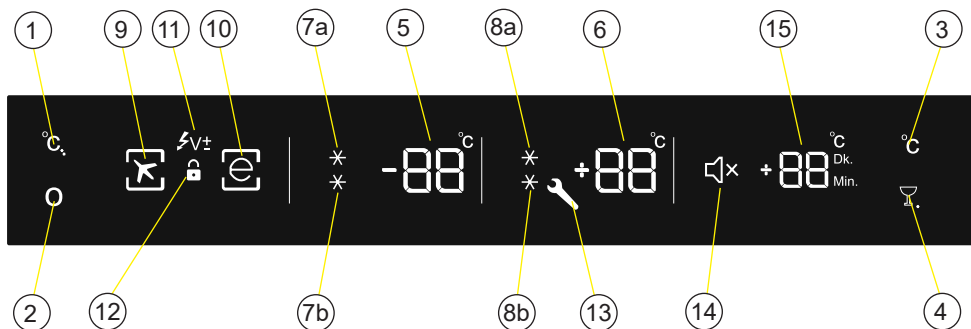 1 9 11 10 7a 5 8a 6 15 3
°C. V± e °C °C °C °C
-88 +88 +88 Dk.
O Min.
2 12 7b 8b 13 14 4